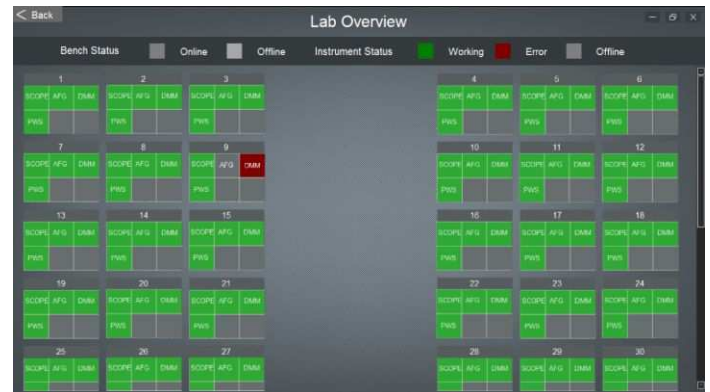 < Back
Lab Overview
Bench Status Online Offline Instrument Status Working Error Offline
1 2 3 4 5 6
SCOPE AFG DMM SCOPE AFG DMM SCOPE AFG DMM SCOPE AFG DMM SCOPE AFG DMM SCOPE AFG DMM
PWS PWS PWS PWS PWS PWS
7 8 9 10 11 12
SCOPE AFG DMM SCOPE AFG DMM SCOPE AFG DMM SCOPE AFG DMM SCOPE AFG DMM SCOPE AFG DMM
PWS PWS PWS PWS PWS PWS
13 14 15 16 17 18
SCOPE AFG DMM SCOPE AFG DMM SCOPE AFG DMM SCOPE AFG DMM SCOPE AFG DMM SCOPE AFG DMM
PWS PWS PWS PWS PWS PWS
19 20 21 22 23 24
SCOPE AFG DMM SCOPE AFG DMM SCOPE AFG DMM SCOPE AFG DMM SCOPE AFG DMM SCOPE AFG DMM
PWS PWS PWS PWS PWS PWS
25 26 27 28 29 30
SCOPE AFG DMM SCOPE AFG DMM SCOPE AFG DMM SCOPE AFG DMM SCOPE AFG DMM SCOPE AFG DMM